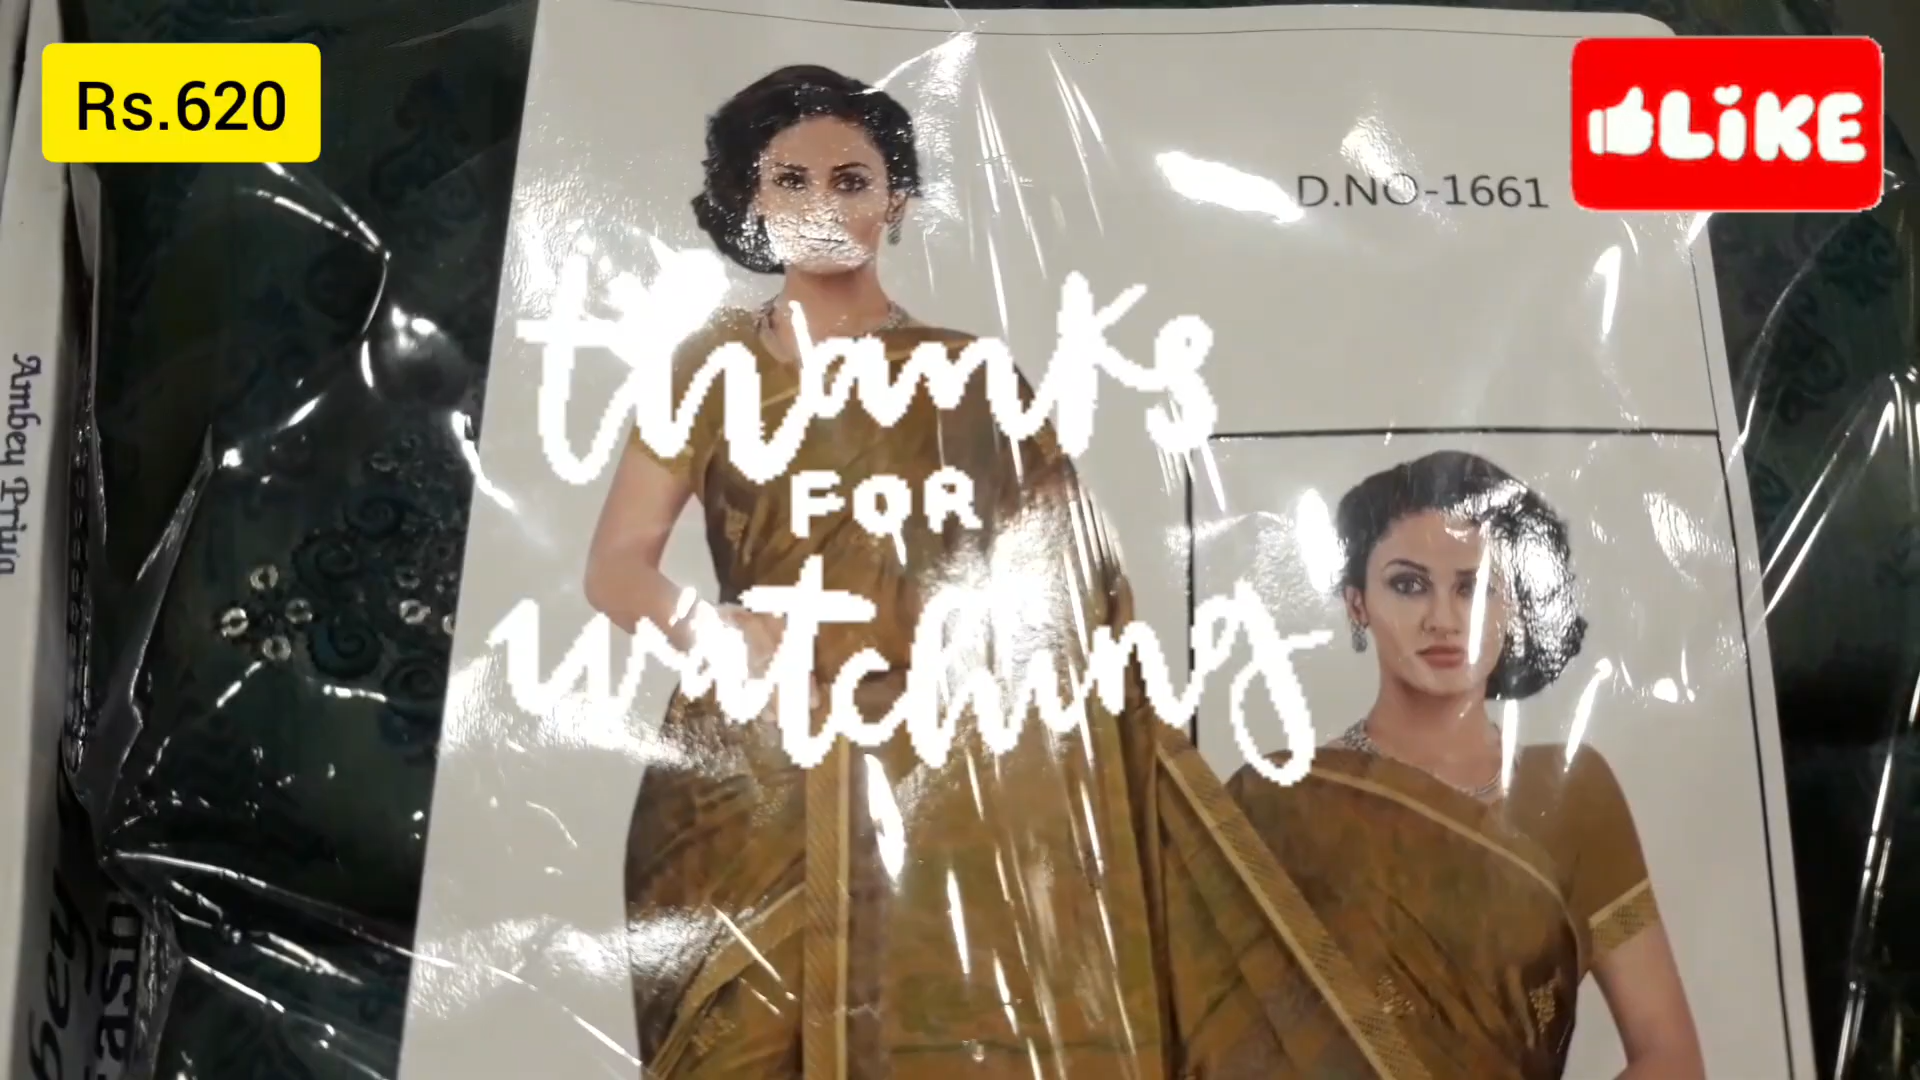 Rs.620
LiKE
D.NO-1661
thanks
FOR
watching
Ambey Priya